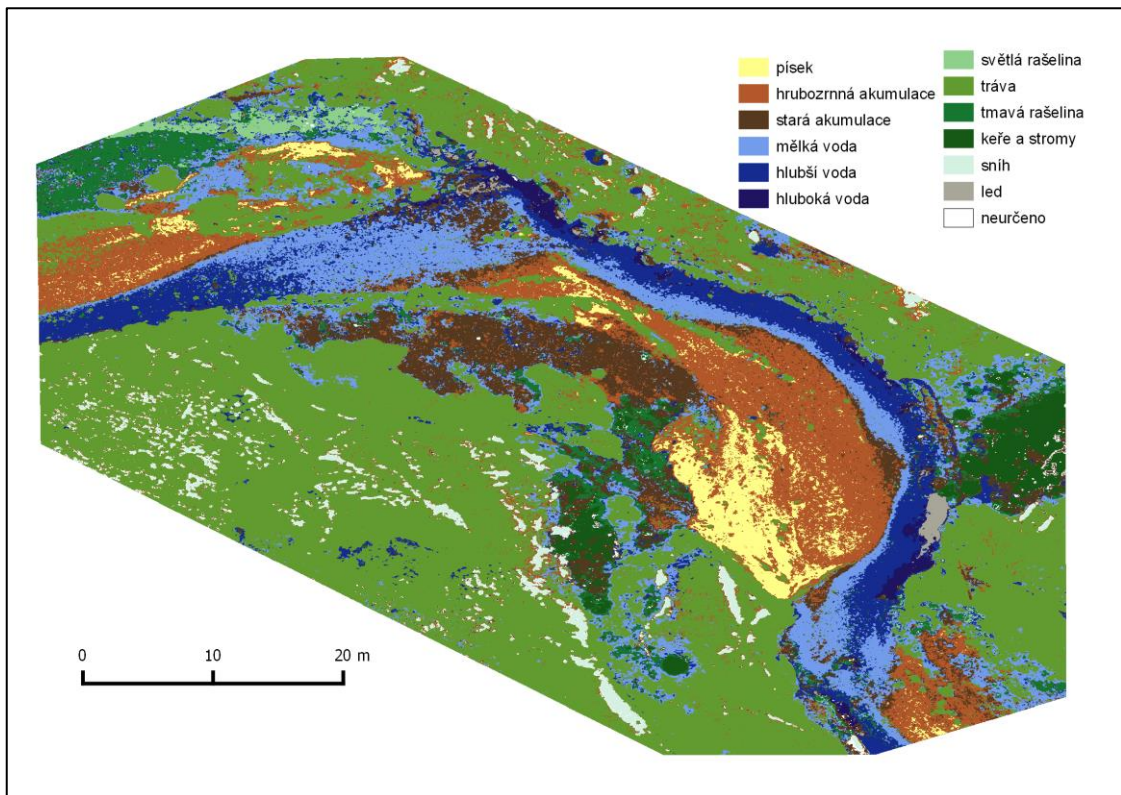 písek
hrubozrnná akumulace
stará akumulace
mělká voda
hlubší voda
hluboká voda
světlá rašelina
tráva
tmavá rašelina
keře a stromy
sníh
led
neurčeno
0 10 20 m